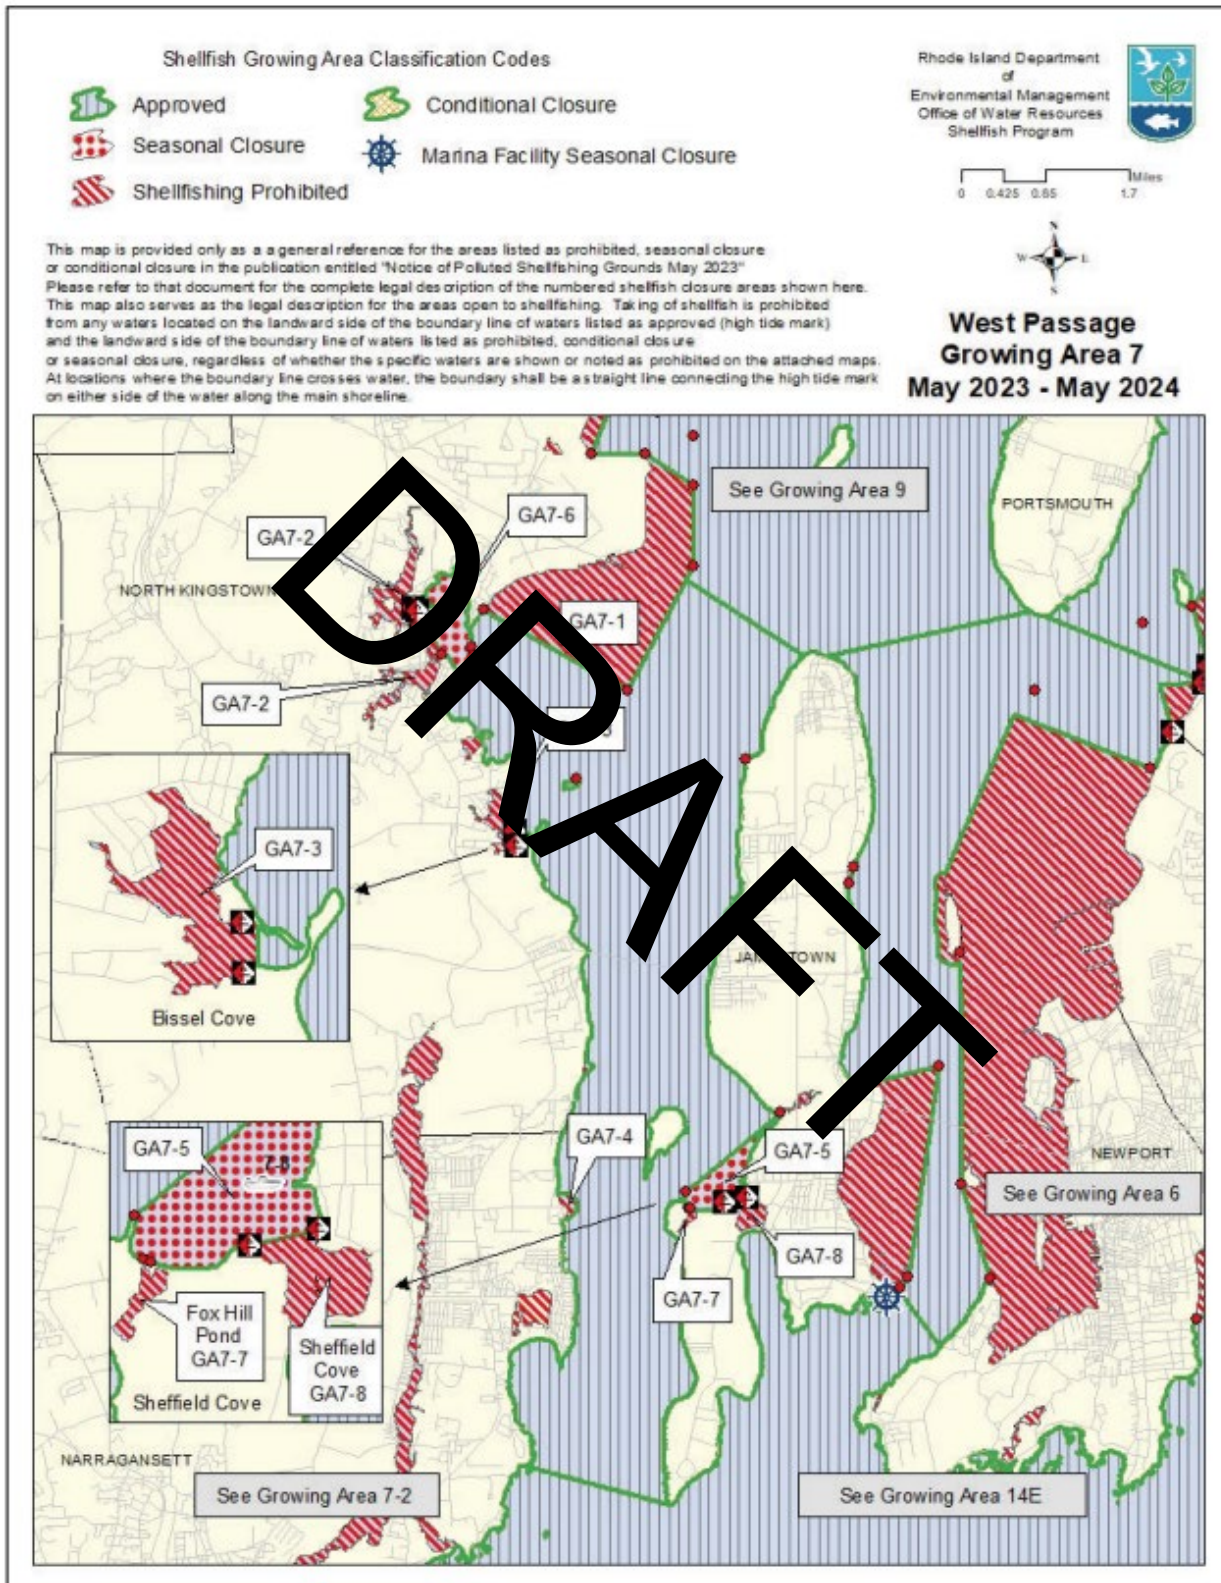 Shellfish Growing Area Classification Codes
Approved
Conditional Closure
Seasonal Closure
Marina Facility Seasonal Closure
Shellfishing Prohibited
Rhode Island Department
of
Environmental Management
Office of Water Resources
Shellfish Program
Miles
0 0.425 0.85 1.7
N
W E
S
This map is provided only as a a general reference for the areas listed as prohibited, seasonal closure
or conditional closure in the publication entitled "Notice of Polluted Shellfishing Grounds May 2023"
Please refer to that document for the complete legal description of the numbered shellfish closure areas shown here.
This map also serves as the legal description for the areas open to shellfishing. Taking of shellfish is prohibited
from any waters located on the landward side of the boundary line of waters listed as approved (high tide mark)
and the landward side of the boundary line of waters listed as prohibited, conditional closure
or seasonal closure, regardless of whether the specific waters are shown or noted as prohibited on the attached maps.
At locations where the boundary line crosses water, the boundary shall be a straight line connecting the high tide mark
on either side of the water along the main shoreline.
West Passage
Growing Area 7
May 2023 - May 2024
See Growing Area 9
PORTSMOUTH
GA7-6
GA7-2
NORTH KINGSTOWN
GA7-1
GA7-2
DRAFT
GA7-3
Bissel Cove
GA7-4
GA7-5
GA7-5
7-8
NEWPORT
See Growing Area 6
GA7-8
GA7-7
Fox Hill
Pond
GA7-7
Sheffield
Cove
GA7-8
Sheffield Cove
NARRAGANSETT
See Growing Area 7-2
See Growing Area 14E